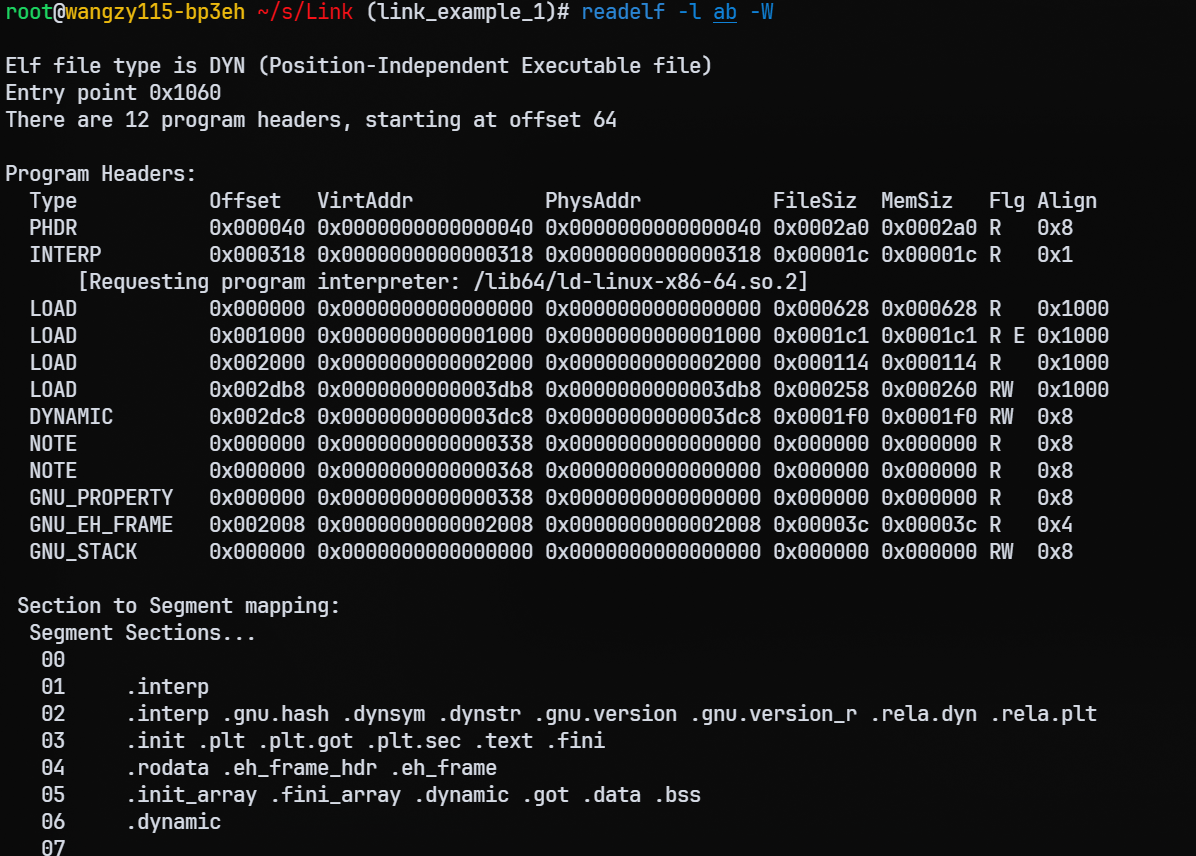 root@wangzy115-bp3eh ~/s/Link (link_example_1)# readelf -l ab -W
Elf file type is DYN (Position-Independent Executable file)
Entry point 0x1060
There are 12 program headers, starting at offset 64
Program Headers:
  Type           Offset   VirtAddr           PhysAddr           FileSiz  MemSiz   Flg Align
  PHDR           0x000040 0x0000000000000040 0x0000000000000040 0x0002a0 0x0002a0 R   0x8
  INTERP         0x000318 0x0000000000000318 0x0000000000000318 0x00001c 0x00001c R   0x1
      [Requesting program interpreter: /lib64/ld-linux-x86-64.so.2]
  LOAD           0x000000 0x0000000000000000 0x0000000000000000 0x000628 0x000628 R   0x1000
  LOAD           0x001000 0x0000000000001000 0x0000000000001000 0x0001c1 0x0001c1 R E 0x1000
  LOAD           0x002000 0x0000000000002000 0x0000000000002000 0x000114 0x000114 R   0x1000
  LOAD           0x002db8 0x0000000000003db8 0x0000000000003db8 0x000258 0x000260 RW  0x1000
  DYNAMIC        0x002dc8 0x0000000000003dc8 0x0000000000003dc8 0x0001f0 0x0001f0 RW  0x8
  NOTE           0x000000 0x0000000000000338 0x0000000000000000 0x000000 0x000000 R   0x8
  NOTE           0x000000 0x0000000000000368 0x0000000000000000 0x000000 0x000000 R   0x8
  GNU_PROPERTY   0x000000 0x0000000000000338 0x0000000000000000 0x000000 0x000000 R   0x8
  GNU_EH_FRAME   0x002008 0x0000000000002008 0x0000000000002008 0x00003c 0x00003c R   0x4
  GNU_STACK      0x000000 0x0000000000000000 0x0000000000000000 0x000000 0x000000 RW  0x8
 Section to Segment mapping:
  Segment Sections...
   00
   01     .interp
   02     .interp .gnu.hash .dynsym .dynstr .gnu.version .gnu.version_r .rela.dyn .rela.plt
   03     .init .plt .plt.got .plt.sec .text .fini
   04     .rodata .eh_frame_hdr .eh_frame
   05     .init_array .fini_array .dynamic .got .data .bss
   06     .dynamic
   07